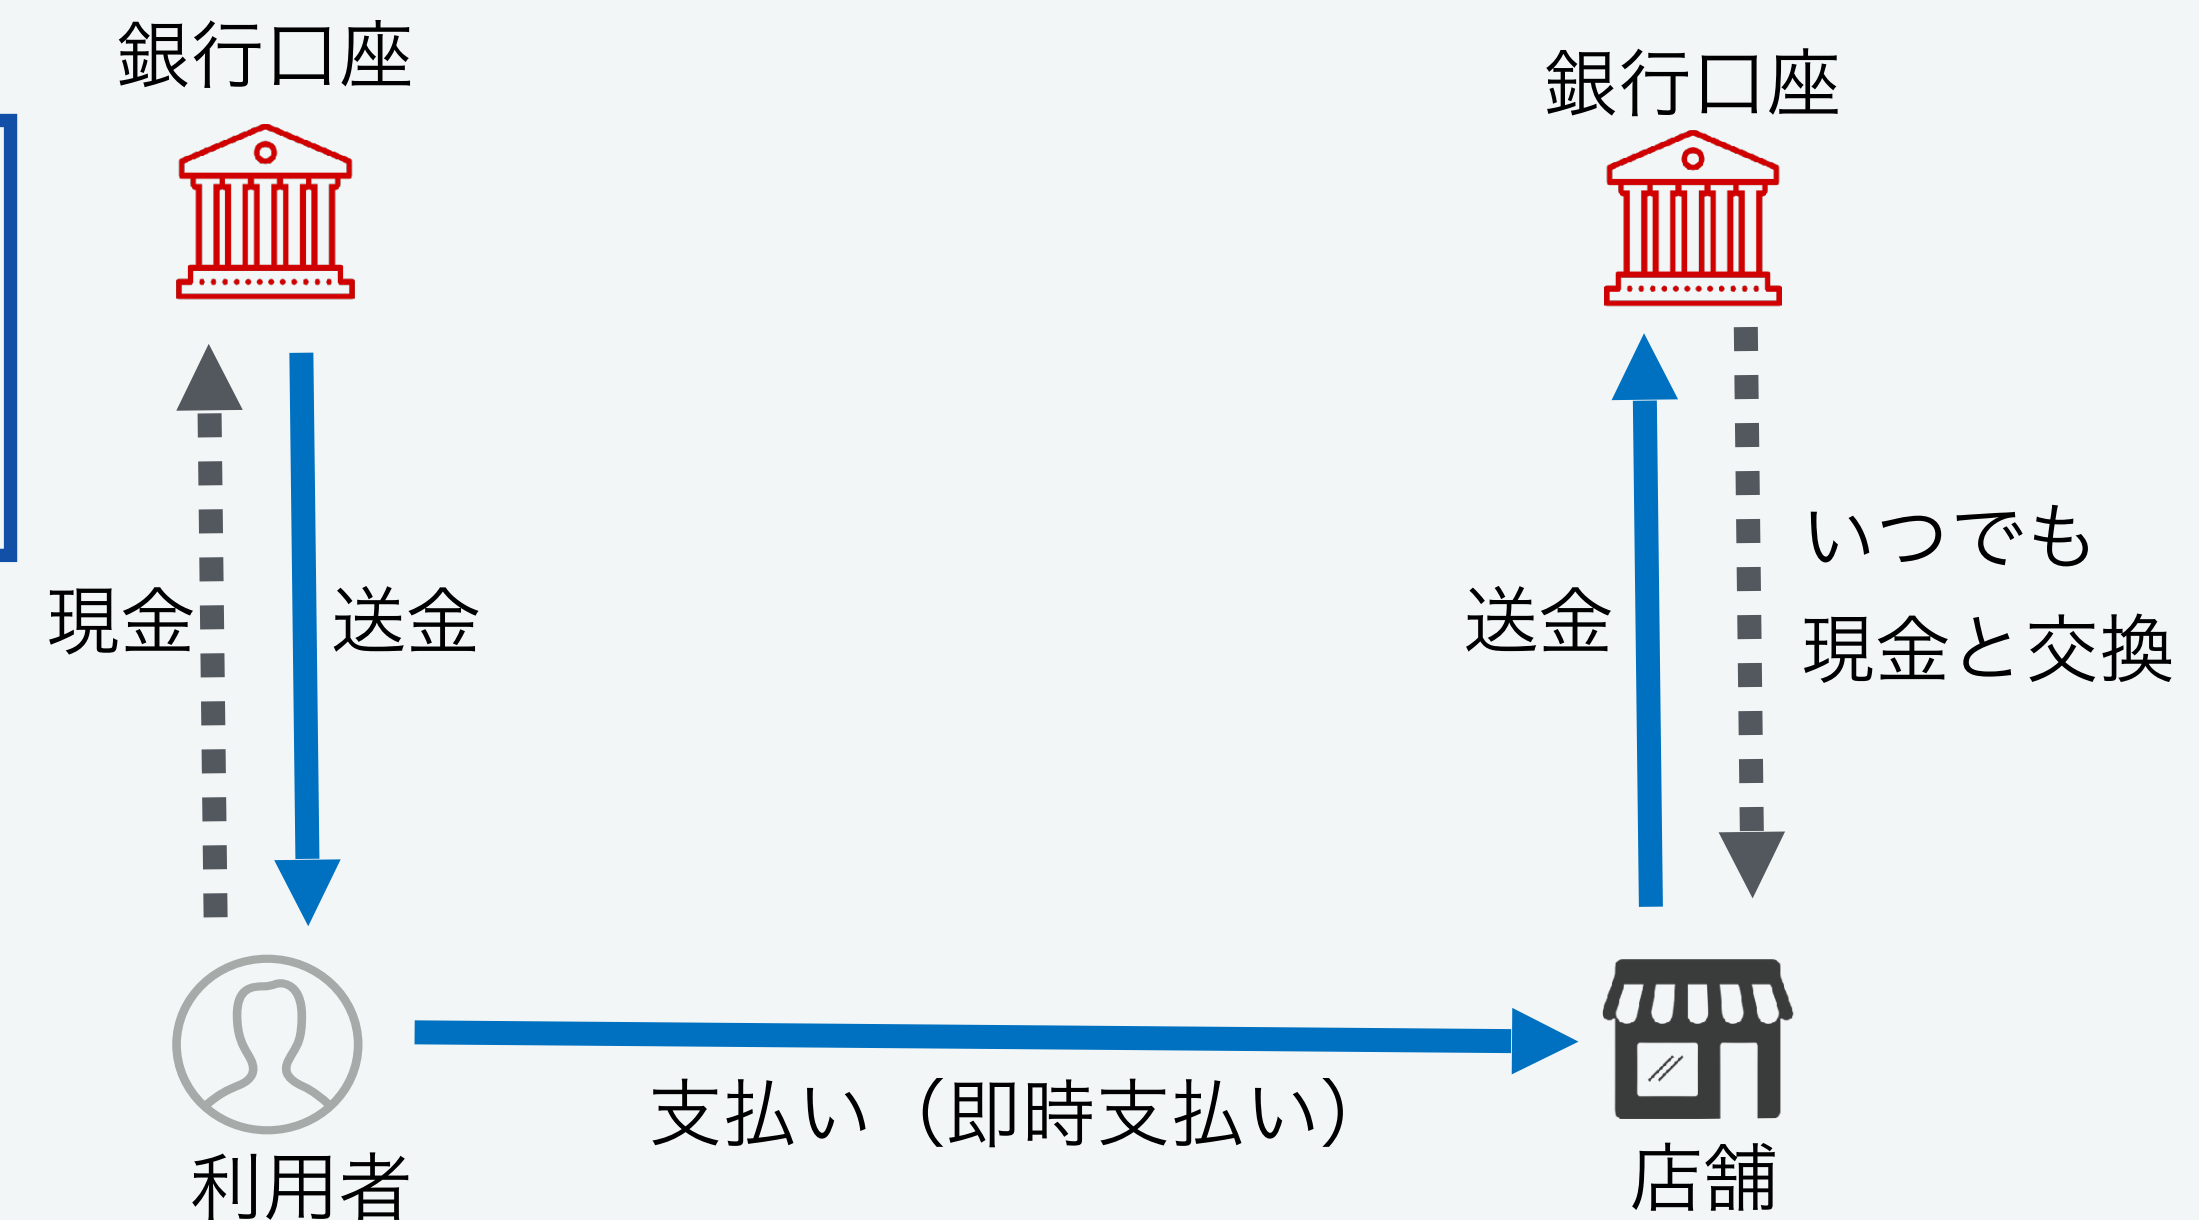 銀行口座
銀行口座
現金
送金
送金
いつでも
現金と交換
支払い（即時支払い）
利用者
店舗